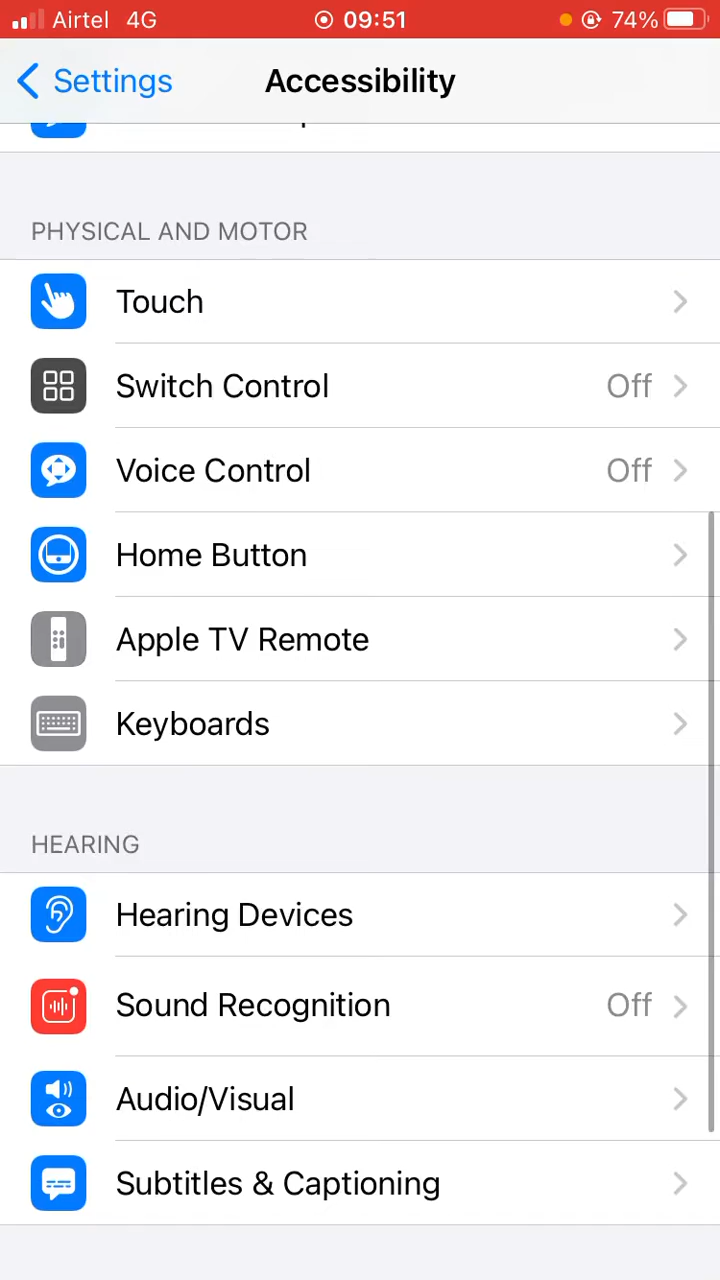 Airtel 4G 09:51 74%
Settings Accessibility
PHYSICAL AND MOTOR
Touch
Switch Control Off
Voice Control Off
Home Button
Apple TV Remote
Keyboards
HEARING
Hearing Devices
Sound Recognition Off
Audio/Visual
Subtitles & Captioning